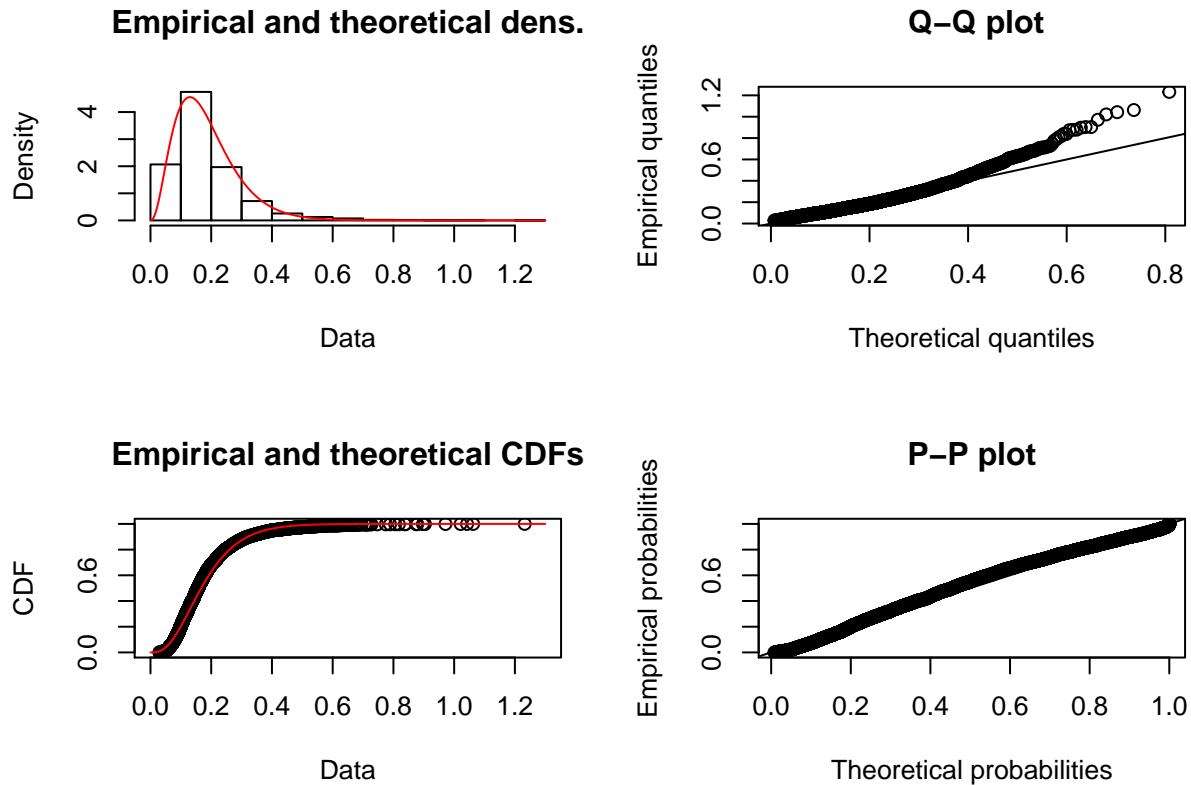 Empirical and theoretical dens.
Density
0 2 4
0.0 0.2 0.4 0.6 0.8 1.0 1.2
Data
Q−Q plot
Empirical quantiles
0.0 0.6 1.2
0.0 0.2 0.4 0.6 0.8
Theoretical quantiles
Empirical and theoretical CDFs
CDF
0.0 0.6
0.0 0.2 0.4 0.6 0.8 1.0 1.2
Data
P−P plot
Empirical probabilities
0.0 0.6
0.0 0.2 0.4 0.6 0.8 1.0
Theoretical probabilities